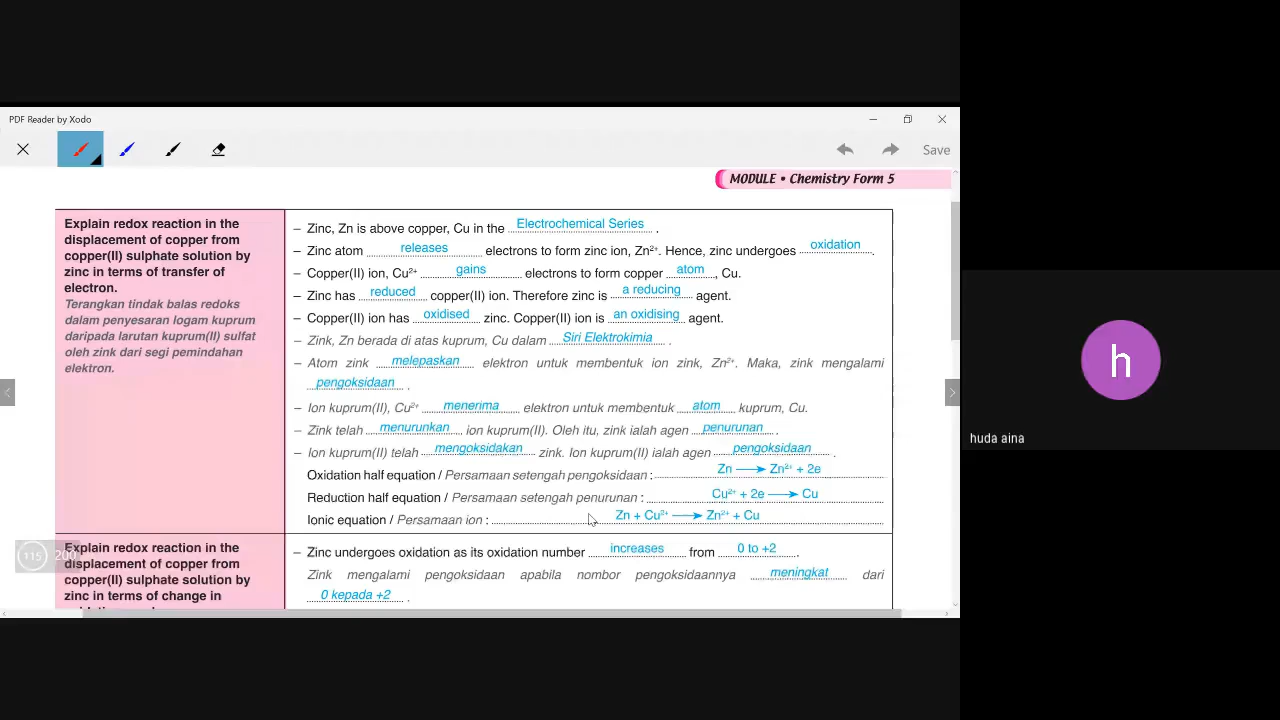 PDF Reader by Xodo
Save
MODULE • Chemistry Form 5
Explain redox reaction in the
displacement of copper from
copper(II) sulphate solution by
zinc in terms of transfer of
electron.
Terangkan tindak balas redoks
dalam penyesaran logam kuprum
daripada larutan kuprum(II) sulfat
oleh zink dari segi pemindahan
elektron.
– Zinc, Zn is above copper, Cu in the Electrochemical Series .
– Zinc atom releases electrons to form zinc ion, Zn²⁺. Hence, zinc undergoes oxidation .
– Copper(II) ion, Cu²⁺ gains electrons to form copper atom , Cu.
– Zinc has reduced copper(II) ion. Therefore zinc is a reducing agent.
– Copper(II) ion has oxidised zinc. Copper(II) ion is an oxidising agent.
– Zink, Zn berada di atas kuprum, Cu dalam Siri Elektrokimia .
– Atom zink melepaskan elektron untuk membentuk ion zink, Zn²⁺. Maka, zink mengalami
pengoksidaan .
– Ion kuprum(II), Cu²⁺ menerima elektron untuk membentuk atom kuprum, Cu.
– Zink telah menurunkan ion kuprum(II). Oleh itu, zink ialah agen penurunan .
– Ion kuprum(II) telah mengoksidakan zink. Ion kuprum(II) ialah agen pengoksidaan .
Oxidation half equation / Persamaan setengah pengoksidaan : Zn → Zn²⁺ + 2e
Reduction half equation / Persamaan setengah penurunan : Cu²⁺ + 2e → Cu
Ionic equation / Persamaan ion : Zn + Cu²⁺ → Zn²⁺ + Cu
115 200
Explain redox reaction in the
displacement of copper from
copper(II) sulphate solution by
zinc in terms of change in
– Zinc undergoes oxidation as its oxidation number increases from 0 to +2 .
Zink mengalami pengoksidaan apabila nombor pengoksidaannya meningkat dari
0 kepada +2 .
h
huda aina